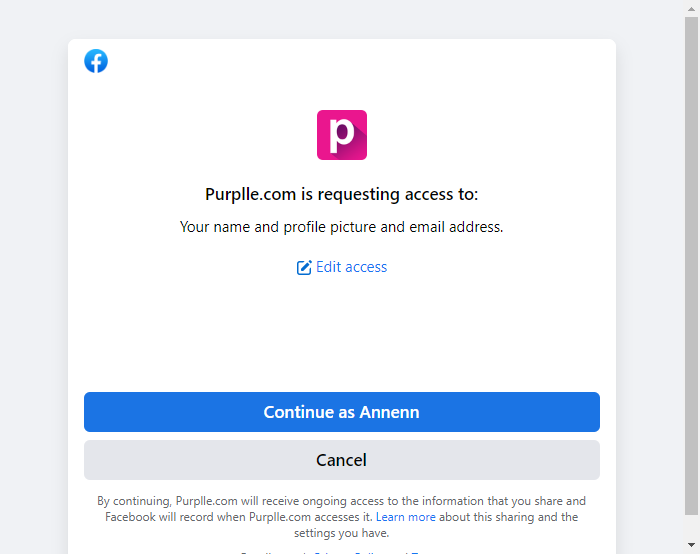 p
Purplle.com is requesting access to:
Your name and profile picture and email address.
Edit access
Continue as Annenn
Cancel
By continuing, Purplle.com will receive ongoing access to the information that you share and
Facebook will record when Purplle.com accesses it. Learn more about this sharing and the
settings you have.